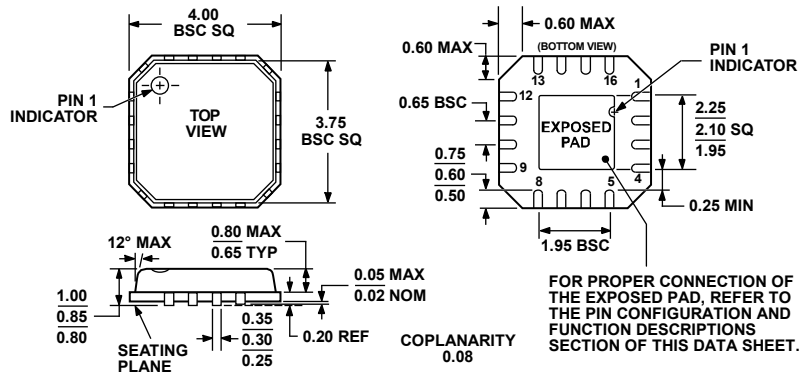 4.00
BSC SQ
PIN 1
INDICATOR
TOP
VIEW
3.75
BSC SQ
0.60 MAX
0.60 MAX
(BOTTOM VIEW)
PIN 1
INDICATOR
13
16
12
1
0.65 BSC
EXPOSED
PAD
2.25
2.10 SQ
1.95
0.75
0.60
0.50
9
8
5
4
0.25 MIN
1.95 BSC
12° MAX
0.80 MAX
0.65 TYP
0.05 MAX
0.02 NOM
1.00
0.85
0.80
0.35
0.30
0.25
0.20 REF
SEATING
PLANE
COPLANARITY
0.08
FOR PROPER CONNECTION OF
THE EXPOSED PAD, REFER TO
THE PIN CONFIGURATION AND
FUNCTION DESCRIPTIONS
SECTION OF THIS DATA SHEET.